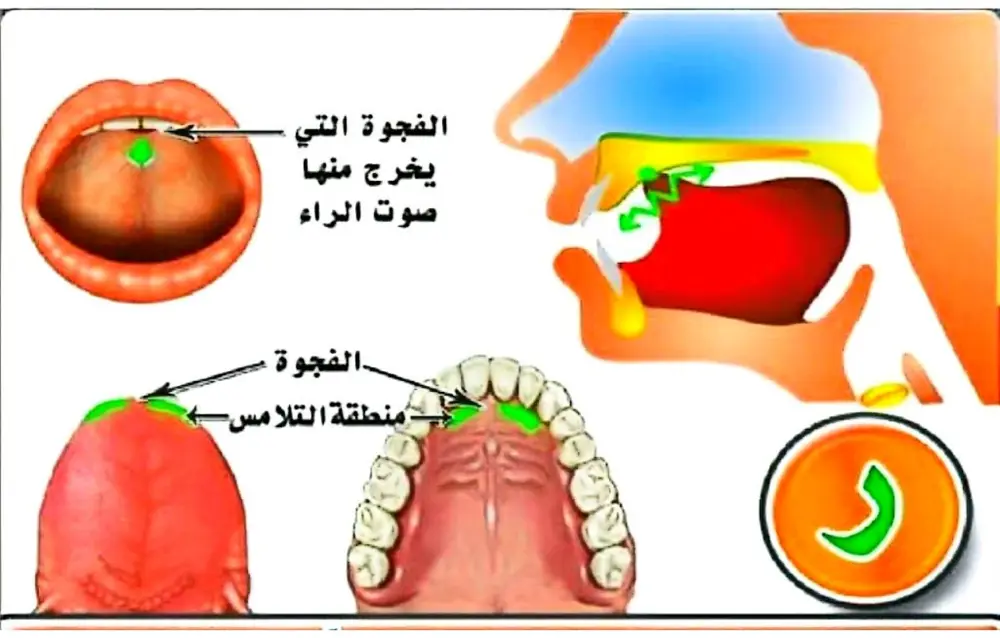 الفجوة التي
يخرج منها
صوت الراء
الفجوة
منطقة التلامس
ر